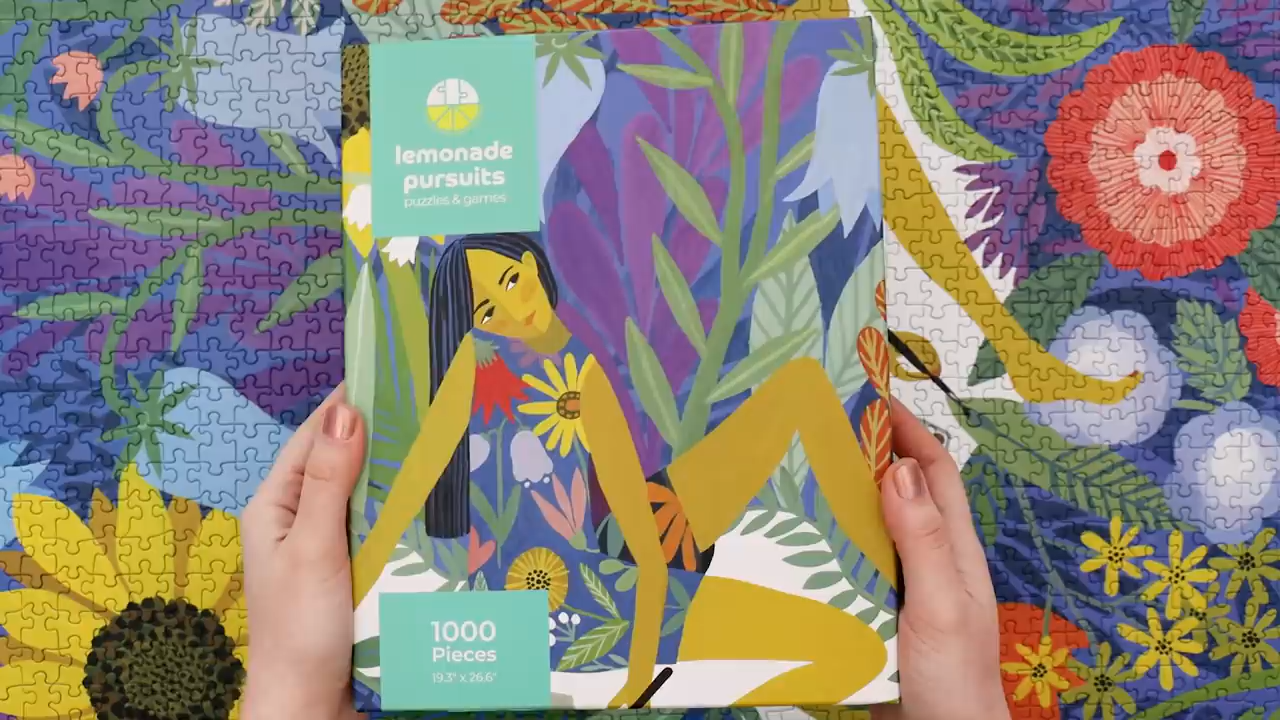 lemonade
pursuits
puzzles & games
1000
Pieces
19.3" x 26.6"